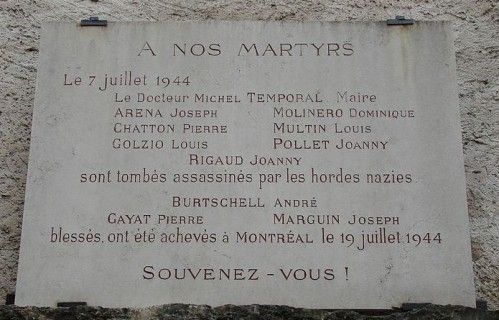 A NOS MARTYRS
Le 7 juillet 1944
Le Docteur Michel TEMPORAL Maire
ARENA Joseph MOLINERO Dominique
CHATTON Pierre MULTIN Louis
GOLZIO Louis POLLET Joanny
RIGAUD Joanny
sont tombés assassinés par les hordes nazies
BURTSCHELL André
GAYAT Pierre MARGUIN Joseph
blessés, ont été achevés à MONTRÉAL le 19 juillet 1944
SOUVENEZ-VOUS !